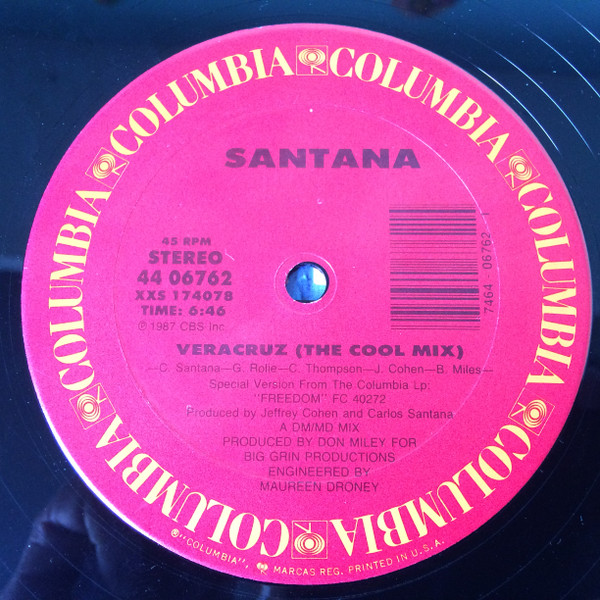 COLUMBIA COLUMBIA COLUMBIA COLUMBIA COLUMBIA COLUMBIA COLUMBIA COLUMBIA
SANTANA
45 RPM
STEREO
44 06762
XXS 174078
TIME: 6:46
℗ 1987 CBS Inc.
7464 - 06762 1
VERACRUZ (THE COOL MIX)
—C. Santana—G. Rolie—C. Thompson—J. Cohen—B. Miles—
Special Version From The Columbia Lp:
"FREEDOM" FC 40272
Produced by Jeffrey Cohen and Carlos Santana
A DM/MD MIX
PRODUCED BY DON MILEY FOR
BIG GRIN PRODUCTIONS
ENGINEERED BY
MAUREEN DRONEY
®"COLUMBIA", MARCAS REG. PRINTED IN U.S.A.